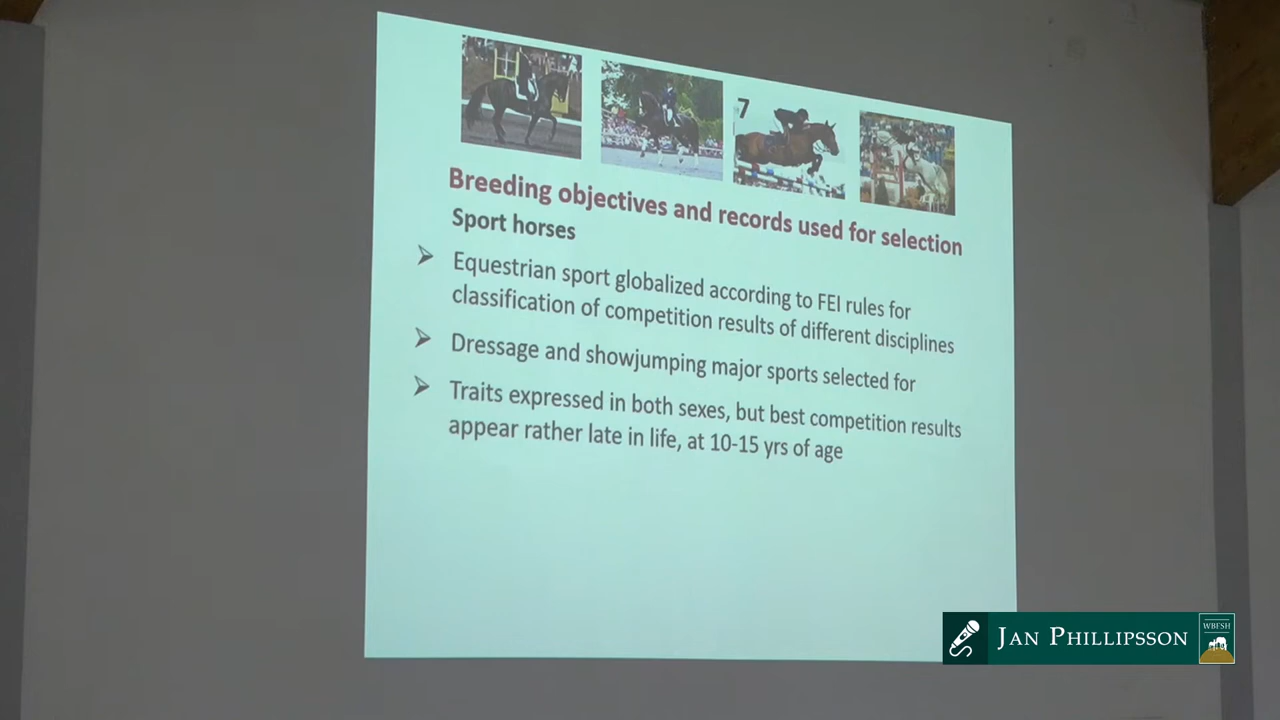 7
Breeding objectives and records used for selection
Sport horses
Equestrian sport globalized according to FEI rules for
classification of competition results of different disciplines
Dressage and showjumping major sports selected for
Traits expressed in both sexes, but best competition results
appear rather late in life, at 10-15 yrs of age
JAN PHILLIPSSON
WBFSH